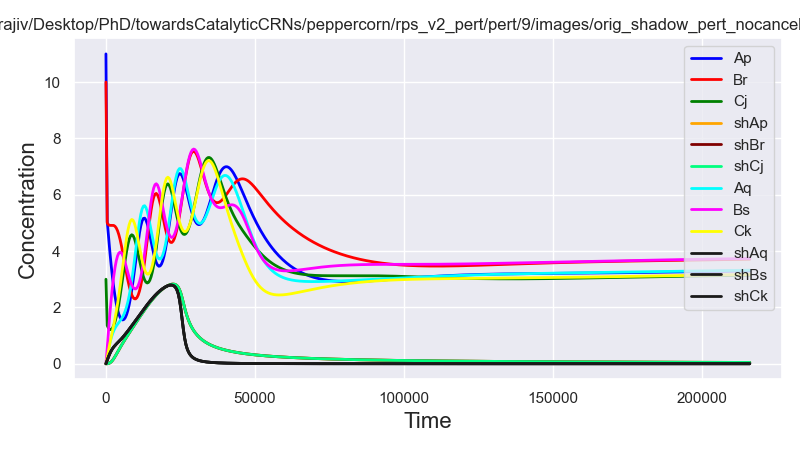 rajiv/Desktop/PhD/towardsCatalyticCRNs/peppercorn/rps_v2_pert/pert/9/images/orig_shadow_pert_nocancel
Concentration
10
8
6
4
2
0
0
50000
100000
150000
200000
Time
Ap
Br
Cj
shAp
shBr
shCj
Aq
Bs
Ck
shAq
shBs
shCk